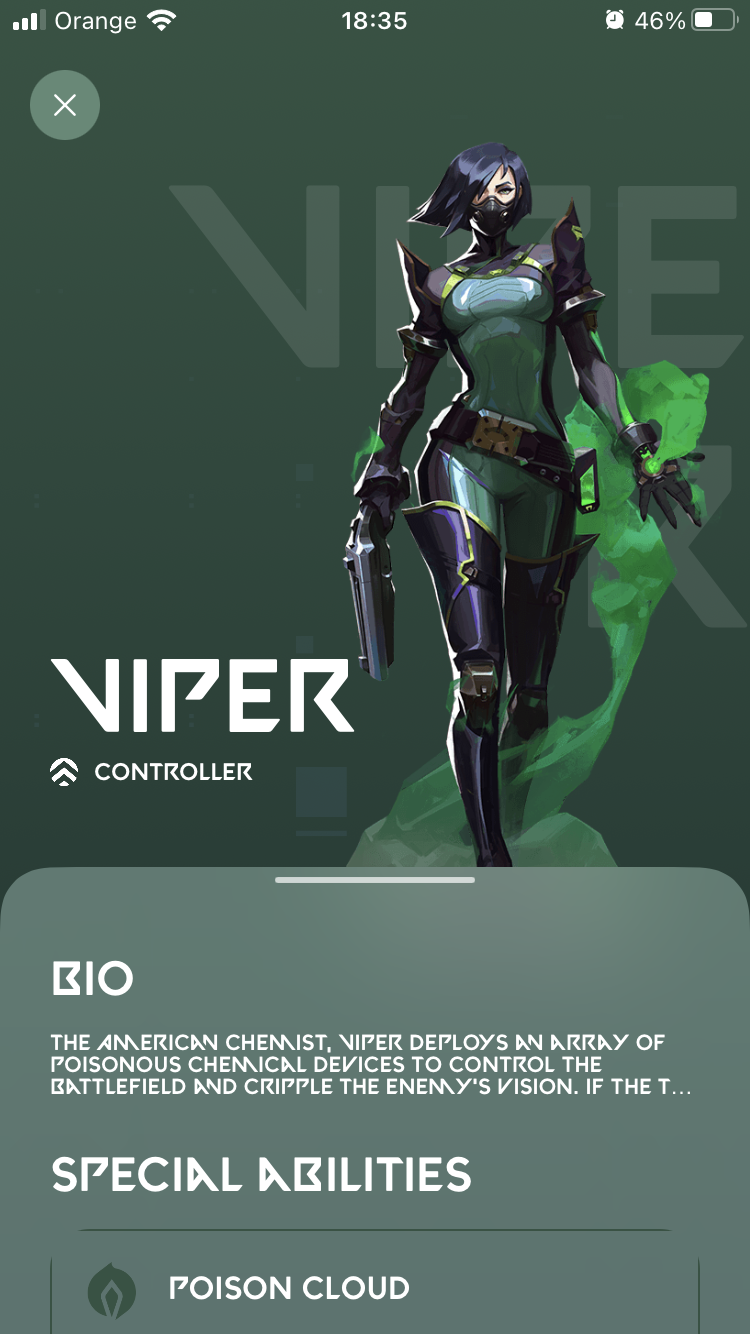 Orange 18:35 46%
VIPER
VIPER
CONTROLLER
BIO
THE AMERICAN CHEMIST, VIPER DEPLOYS AN ARRAY OF
POISONOUS CHEMICAL DEVICES TO CONTROL THE
BATTLEFIELD AND CRIPPLE THE ENEMY'S VISION. IF THE T...
SPECIAL ABILITIES
POISON CLOUD